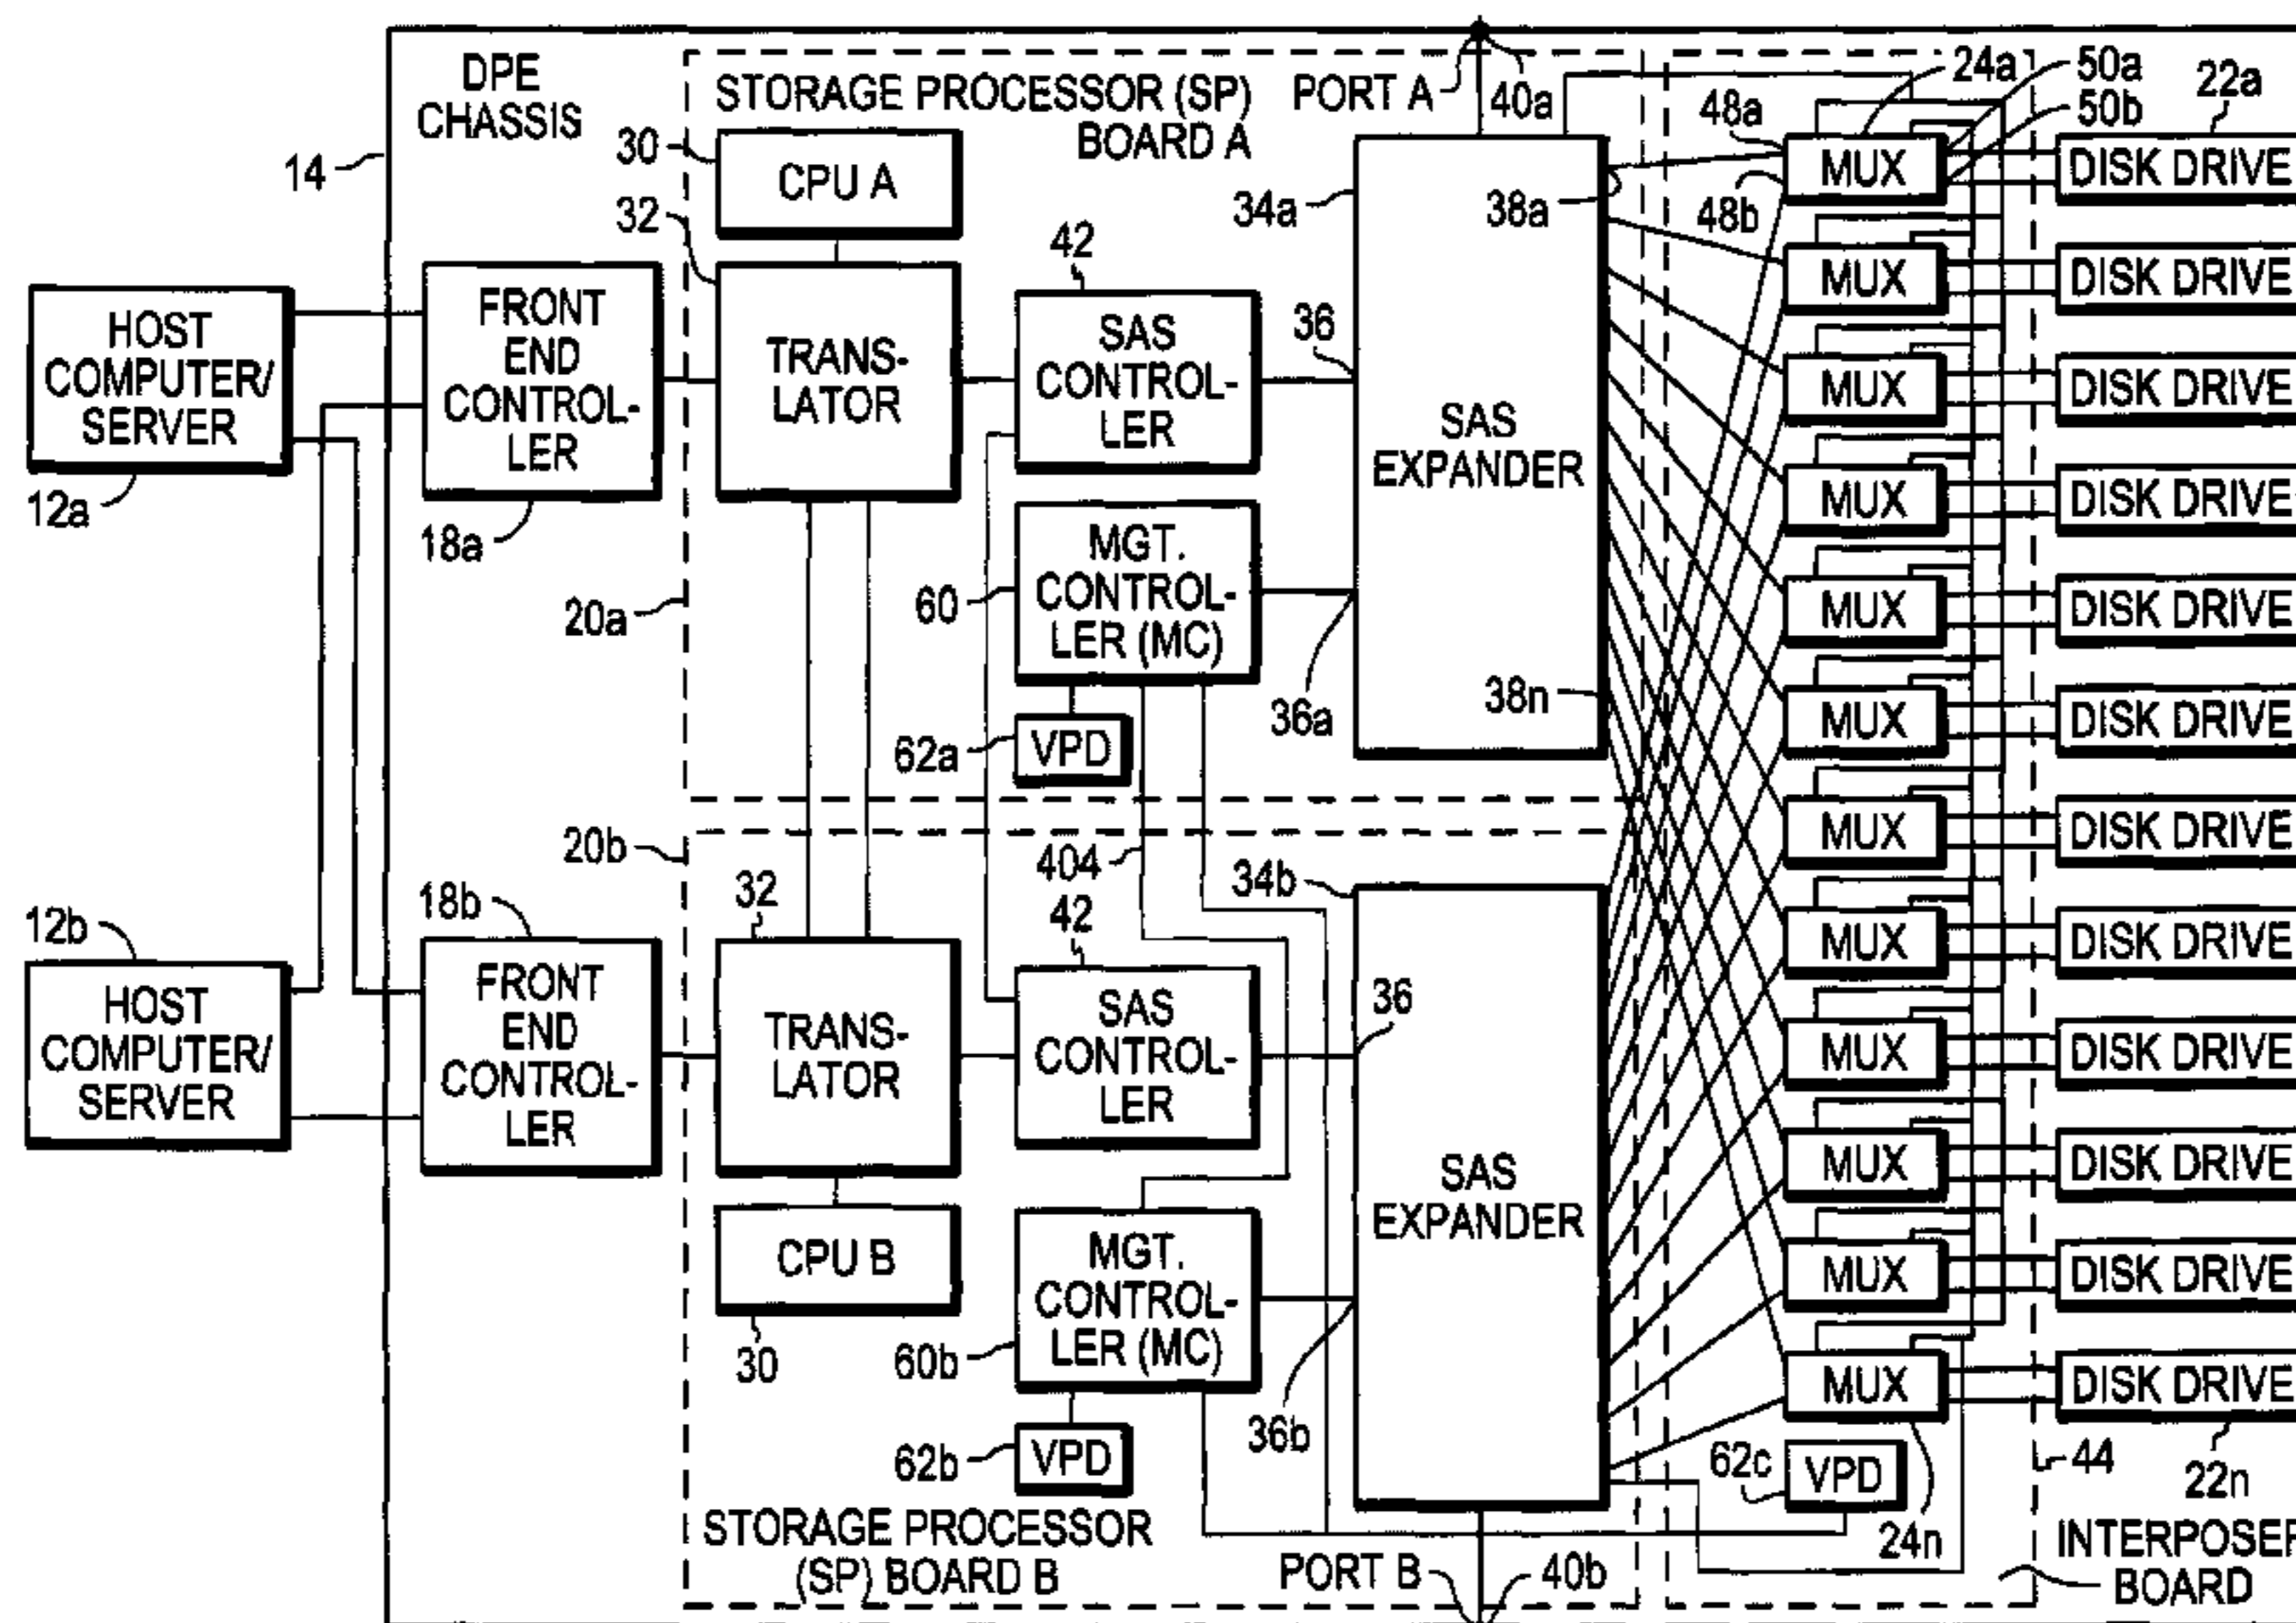 DPE
CHASSIS
14
STORAGE PROCESSOR (SP)
BOARD A
PORT A
40a
24a
50a
50b
22a
48a
48b
30
CPU A
32
42
34a
38a
MUX
DISK DRIVE
MUX
DISK DRIVE
MUX
DISK DRIVE
MUX
DISK DRIVE
MUX
DISK DRIVE
MUX
DISK DRIVE
MUX
DISK DRIVE
MUX
DISK DRIVE
MUX
DISK DRIVE
MUX
DISK DRIVE
MUX
DISK DRIVE
MUX
DISK DRIVE
HOST
COMPUTER/
SERVER
12a
FRONT
END
CONTROL-
LER
18a
TRANS-
LATOR
SAS
CONTROL-
LER
36
SAS
EXPANDER
20a
60
MGT.
CONTROL-
LER (MC)
36a
38n
62a
VPD
20b
404
34b
12b
HOST
COMPUTER/
SERVER
18b
FRONT
END
CONTROL-
LER
32
TRANS-
LATOR
42
SAS
CONTROL-
LER
36
SAS
EXPANDER
CPU B
30
60b
MGT.
CONTROL-
LER (MC)
36b
62b
VPD
62c
VPD
24n
44
22n
STORAGE PROCESSOR
(SP) BOARD B
PORT B
40b
INTERPOSER
BOARD